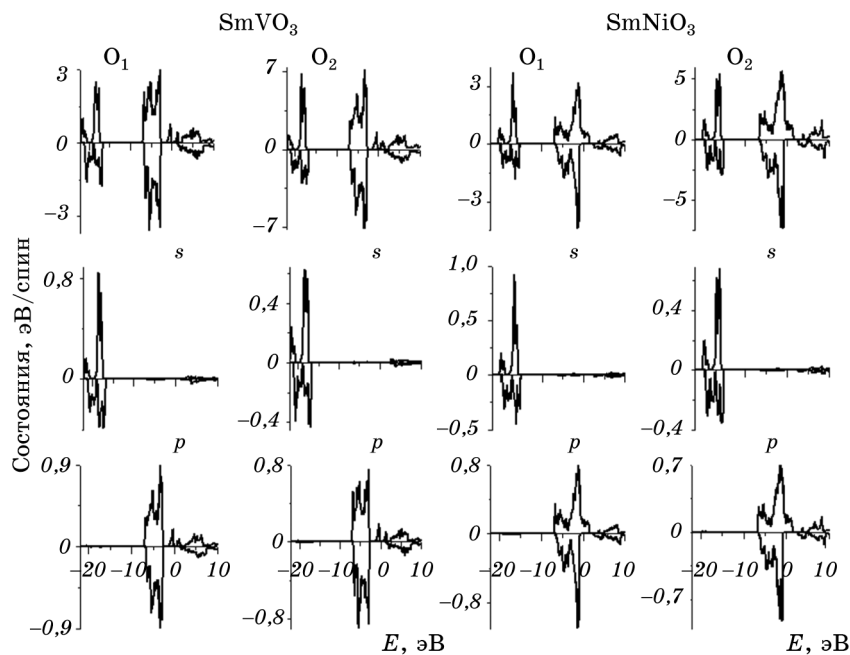 SmVO₃ SmNiO₃
O₁ O₂ O₁ O₂
3 7 3 5
0 0 0 0
−3 −7 −3 −5
s s s s
0,8 0,4 1,0 0,4
0,5
0 0 0 0
−0,4 −0,5 −0,4
p p p p
0,9 0,8 0,8 0,7
0 0 0 0
−20 −10 0 10 −20 −10 0 10 −20 −10 0 10 −20 −10 0 10
−0,9 −0,8 −0,8 −0,7
Состояния, эВ/спин
E, эВ E, эВ